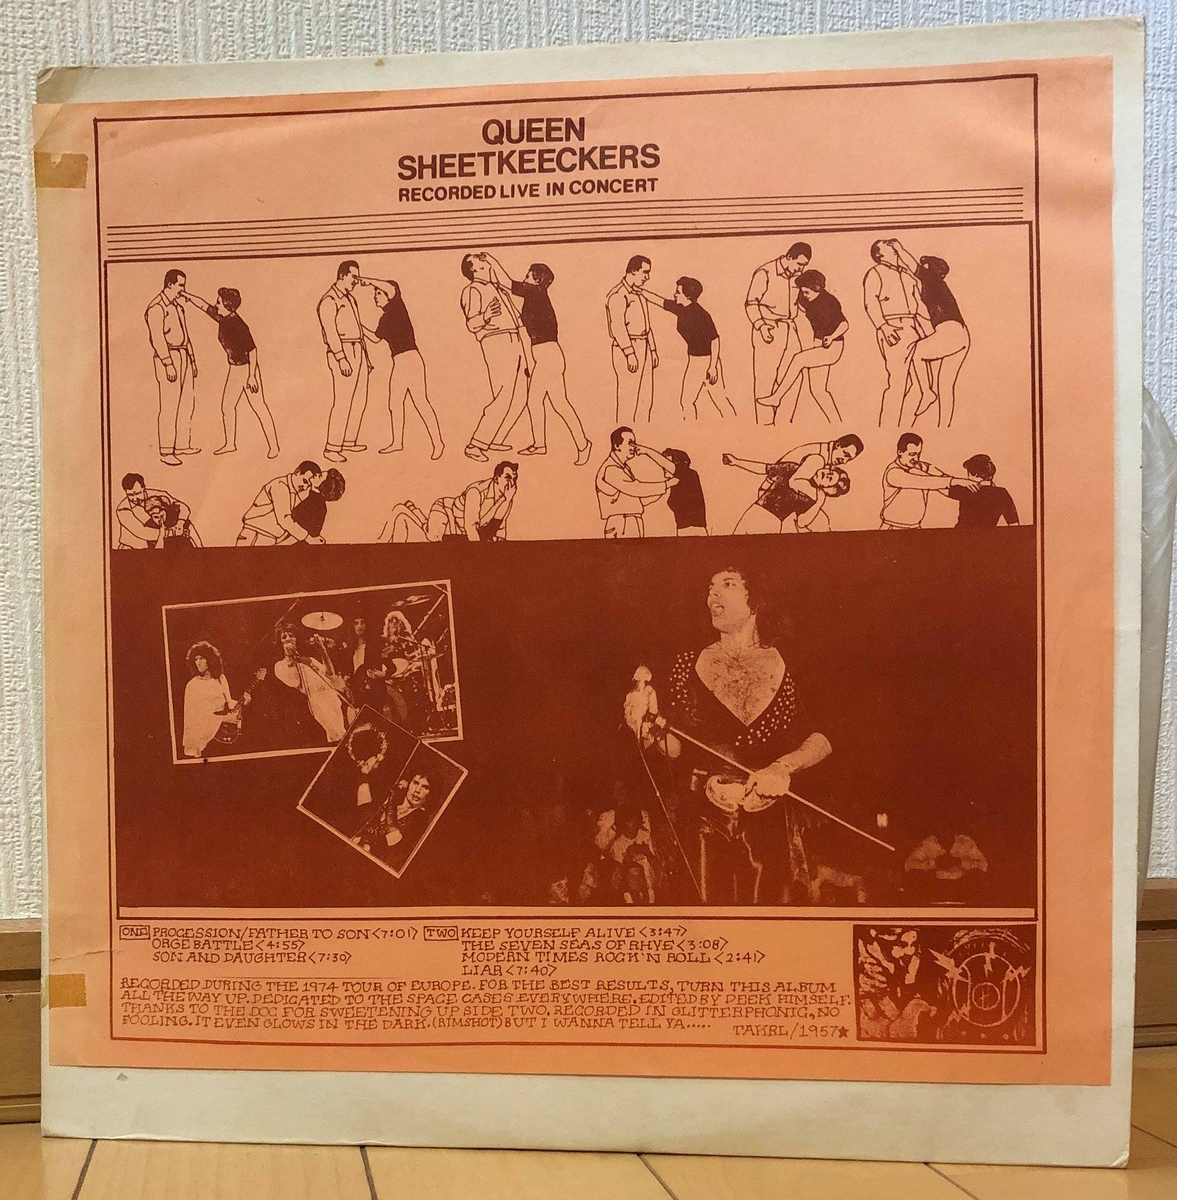 QUEEN
SHEETKEECKERS
RECORDED LIVE IN CONCERT
ONE PROCESSION/FATHER TO SON<7:01> TWO KEEP YOURSELF ALIVE <3:47>
ORGE BATTLE<4:55> THE SEVEN SEAS OF RHYE <3:08>
SON AND DAUGHTER<7:30> MODERN TIMES ROCK'N ROLL <2:41>
LIAR <7:40>
RECORDED DURING THE 1974 TOUR OF EUROPE. FOR THE BEST RESULTS, TURN THIS ALBUM
ALL THE WAY UP. DEDICATED TO THE SPACE CASES EVERYWHERE. EDITED BY DEEK HIMSELF.
THANKS TO THE DOC FOR SWEETENING UP SIDE TWO, RECORDED IN GLITTERPHONIC, NO
FOOLING. IT EVEN GLOWS IN THE DARK. (RIMSHOT) BUT I WANNA TELL YA..... TAKRL/1957★